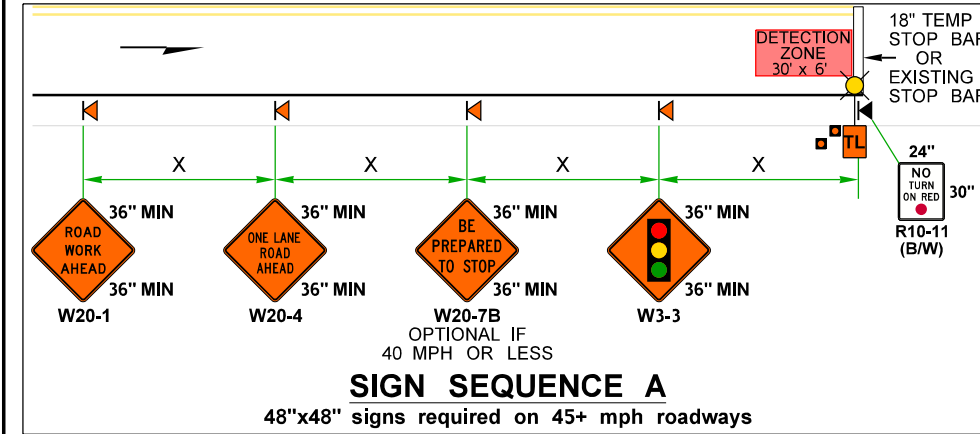 DETECTION
ZONE
30' x 6'
18" TEMP
STOP BAR
OR
EXISTING
STOP BAR
TL
24"
30"
NO
TURN
ON RED
R10-11
(B/W)
X
X
X
X
ROAD
WORK
AHEAD
36" MIN
36" MIN
W20-1
ONE LANE
ROAD
AHEAD
36" MIN
36" MIN
W20-4
BE
PREPARED
TO STOP
36" MIN
36" MIN
W20-7B
OPTIONAL IF
40 MPH OR LESS
36" MIN
36" MIN
W3-3
SIGN SEQUENCE A
48"x48" signs required on 45+ mph roadways